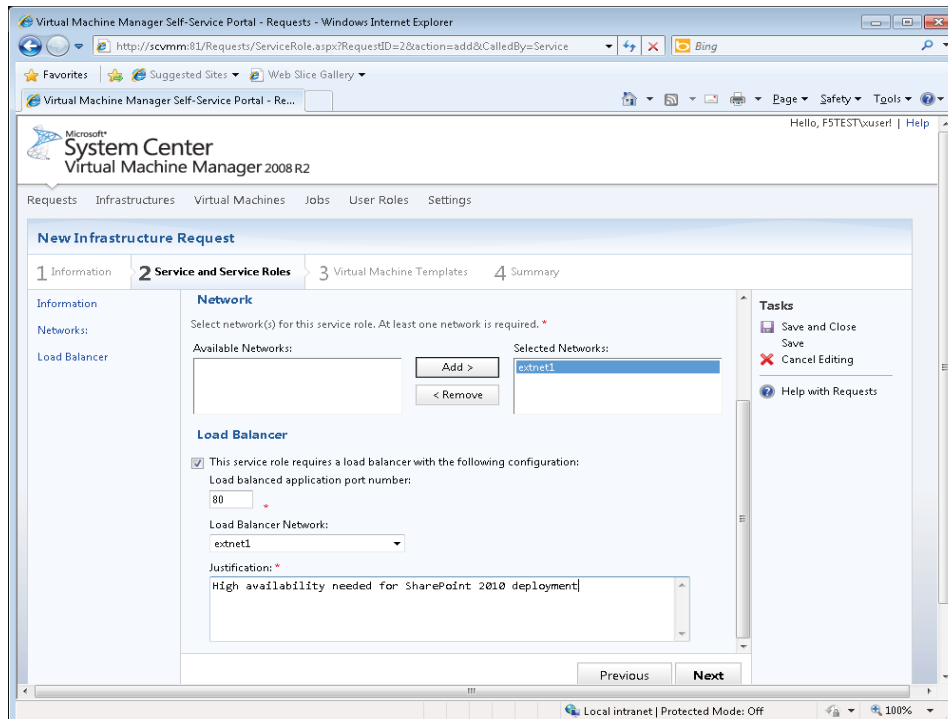 Virtual Machine Manager Self-Service Portal - Requests - Windows Internet Explorer
http://scvmm:81/Requests/ServiceRole.aspx?RequestID=2&action=add&CalledBy=Service
Bing
Favorites
Suggested Sites
Web Slice Gallery
Virtual Machine Manager Self-Service Portal - Re...
Page
Safety
Tools
Hello, F5TEST\xuser! | Help
Microsoft
System Center
Virtual Machine Manager 2008 R2
Requests Infrastructures Virtual Machines Jobs User Roles Settings
New Infrastructure Request
1 Information 2 Service and Service Roles 3 Virtual Machine Templates 4 Summary
Information
Networks:
Load Balancer
Network
Select network(s) for this service role. At least one network is required. *
Available Networks:
Add >
< Remove
Selected Networks:
extnet1
Load Balancer
This service role requires a load balancer with the following configuration:
Load balanced application port number:
80 *
Load Balancer Network:
extnet1
Justification: *
High availability needed for SharePoint 2010 deployment
Previous Next
Tasks
Save and Close
Save
Cancel Editing
Help with Requests
Local intranet | Protected Mode: Off
100%